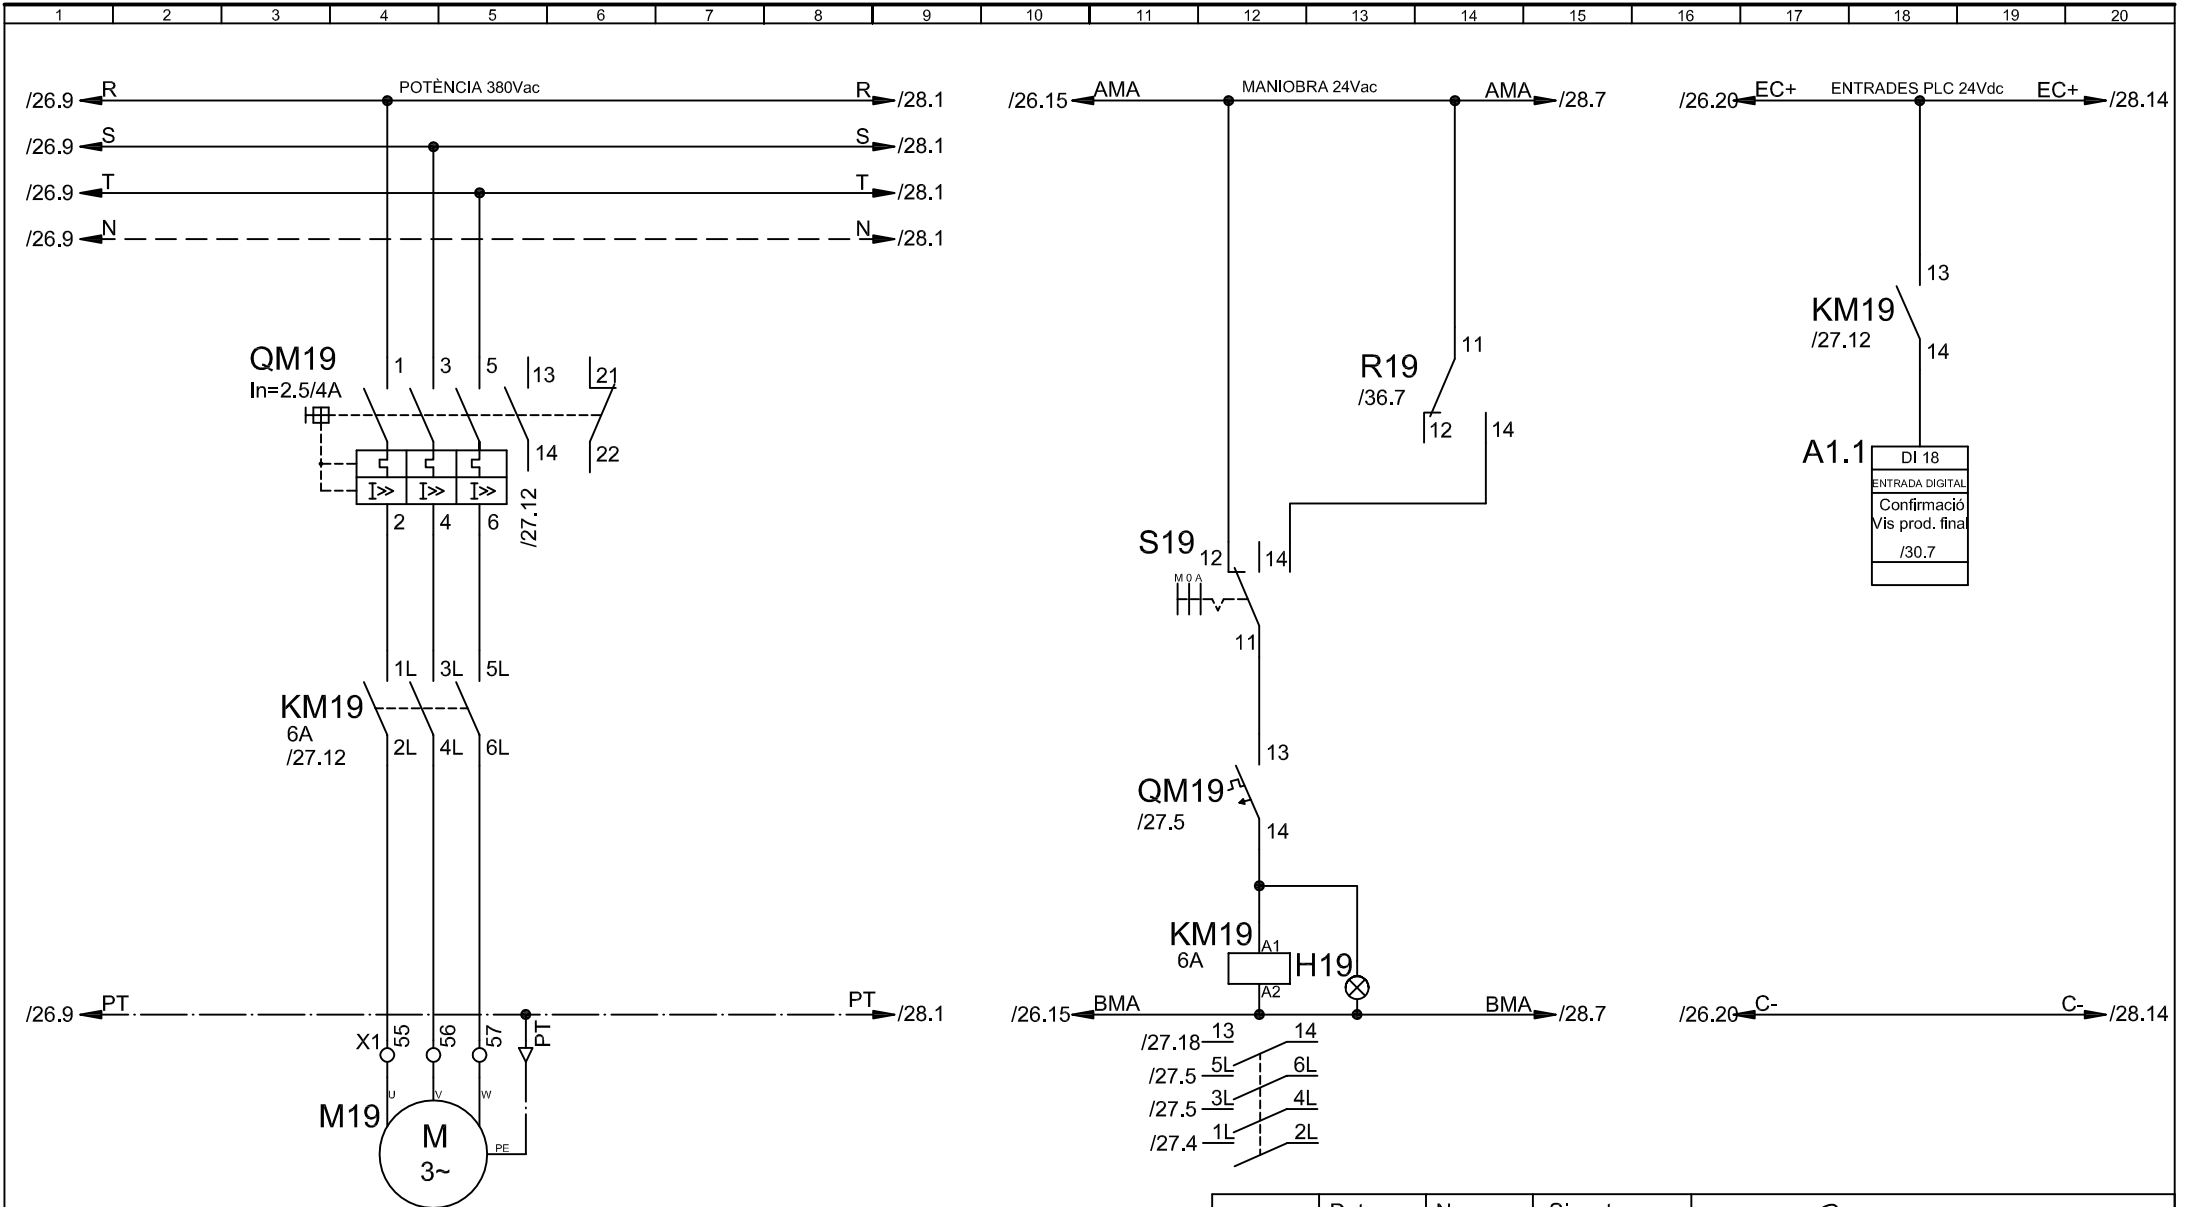 1 2 3 4 5 6 7 8 9 10 11 12 13 14 15 16 17 18 19 20
/26.9 R POTÈNCIA 380Vac R /28.1
/26.9 S S /28.1
/26.9 T T /28.1
/26.9 N N /28.1
QM19
In=2.5/4A
1 3 5 13 21
14 22
I>> I>> I>>
2 4 6
/27.12
1L 3L 5L
KM19
6A
/27.12
2L 4L 6L
/26.9 PT PT /28.1
X1 55 56 57 PT
U V W
M19
M
3~
PE
/26.15 AMA MANIOBRA 24Vac AMA /28.7
R19
/36.7
11
12 14
S19
12 14
M 0 A
11
13
QM19
/27.5
14
KM19
6A
A1
A2
H19
/26.15 BMA BMA /28.7
/27.18 13 14
/27.5 5L 6L
/27.5 3L 4L
/27.4 1L 2L
/26.20 EC+ ENTRADES PLC 24Vdc EC+ /28.14
13
KM19
/27.12
14
A1.1
DI 18
ENTRADA DIGITAL
Confirmació
Vis prod. final
/30.7
/26.20 C- C- /28.14